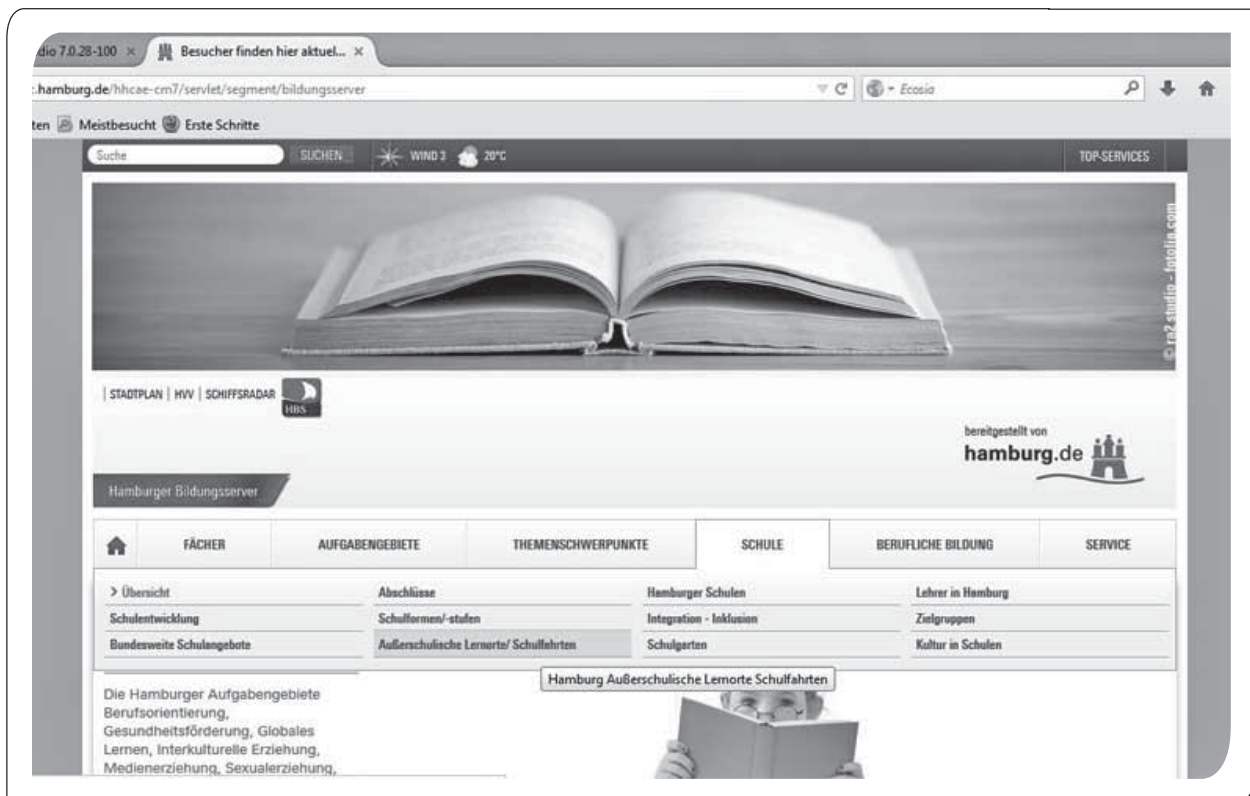 dio 7.0.28-100 × Besucher finden hier aktuel... ×
.hamburg.de/hhcae-cm7/servlet/segment/bildungsserver Ecosia
ten Meistbesucht Erste Schritte
Suche SUCHEN WIND 3 20°C TOP-SERVICES
© ra2 studio - fotolia.com
| STADTPLAN | HVV | SCHIFFSRADAR HBS
bereitgestellt von
hamburg.de
Hamburger Bildungsserver
FÄCHER AUFGABENGEBIETE THEMENSCHWERPUNKTE SCHULE BERUFLICHE BILDUNG SERVICE
> Übersicht Abschlüsse Hamburger Schulen Lehrer in Hamburg
Schulentwicklung Schulformen/-stufen Integration - Inklusion Zielgruppen
Bundesweite Schulangebote Außerschulische Lernorte/ Schulfahrten Schulgarten Kultur in Schulen
Hamburg Außerschulische Lernorte Schulfahrten
Die Hamburger Aufgabengebiete
Berufsorientierung,
Gesundheitsförderung, Globales
Lernen, Interkulturelle Erziehung,
Medienerziehung, Sexualerziehung,